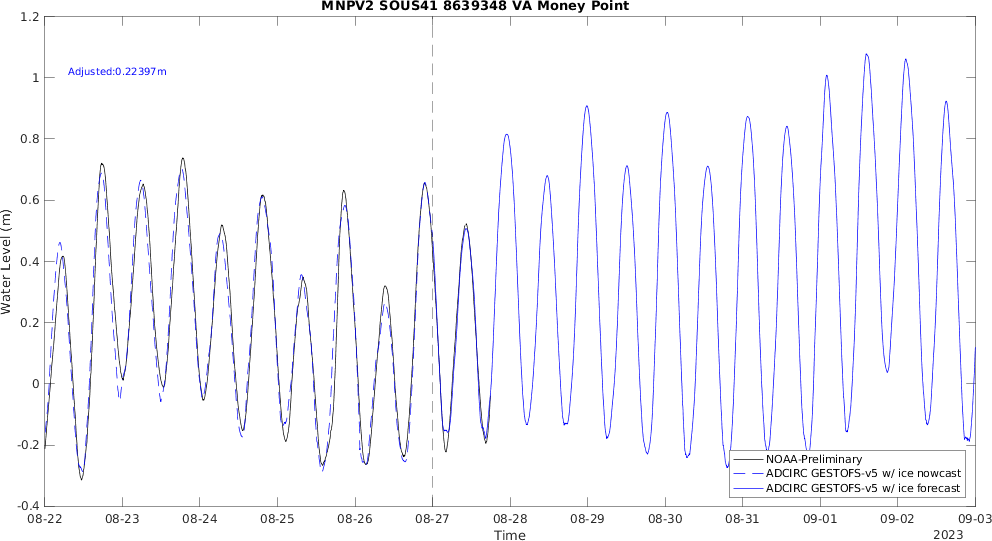 MNPV2 SOUS41 8639348 VA Money Point
Adjusted:0.22397m
Water Level (m)
1.2
1
0.8
0.6
0.4
0.2
0
-0.2
-0.4
NOAA-Preliminary
ADCIRC GESTOFS-v5 w/ ice nowcast
ADCIRC GESTOFS-v5 w/ ice forecast
08-22 08-23 08-24 08-25 08-26 08-27 08-28 08-29 08-30 08-31 09-01 09-02 09-03
Time
2023